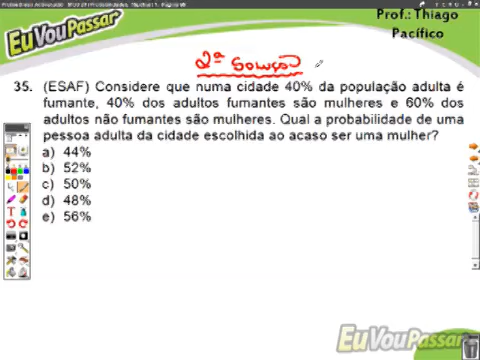 Prof.: Thiago
Pacífico
EuVouPassar
2ª Solução
35. (ESAF) Considere que numa cidade 40% da população adulta é
fumante, 40% dos adultos fumantes são mulheres e 60% dos
adultos não fumantes são mulheres. Qual a probabilidade de uma
pessoa adulta da cidade escolhida ao acaso ser uma mulher?
a) 44%
b) 52%
c) 50%
d) 48%
e) 56%
EuVouPassar